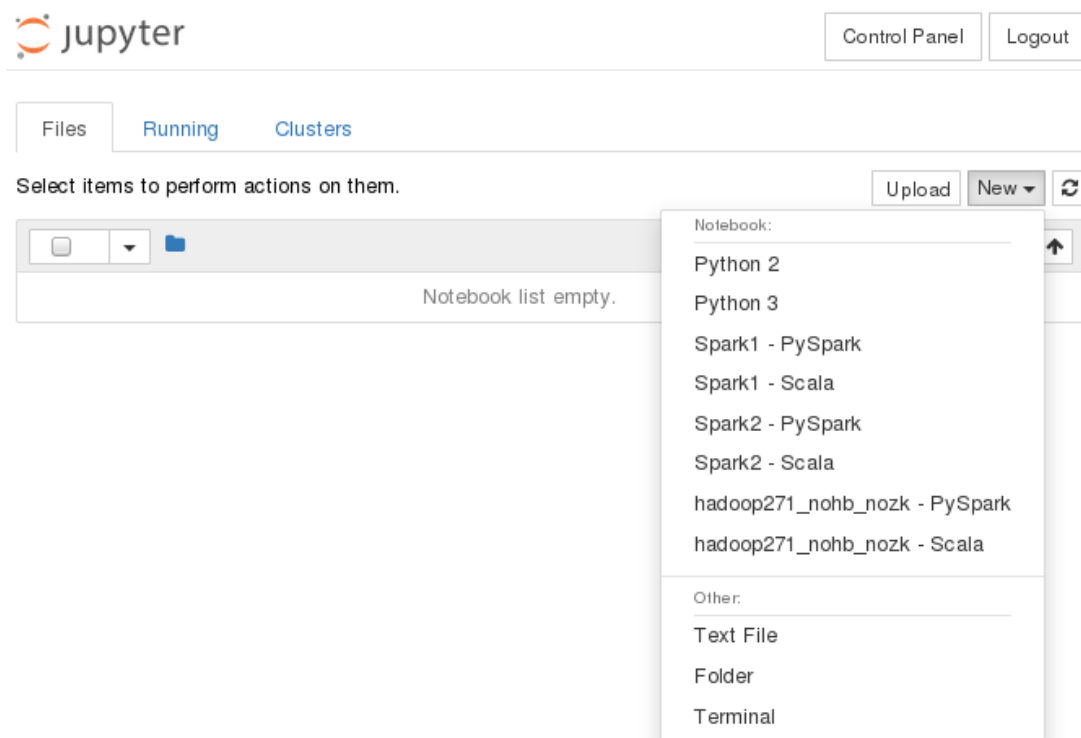 jupyter
Control Panel Logout
Files Running Clusters
Select items to perform actions on them.
Upload New
Notebook list empty.
Notebook:
Python 2
Python 3
Spark1 - PySpark
Spark1 - Scala
Spark2 - PySpark
Spark2 - Scala
hadoop271_nohb_nozk - PySpark
hadoop271_nohb_nozk - Scala
Other:
Text File
Folder
Terminal